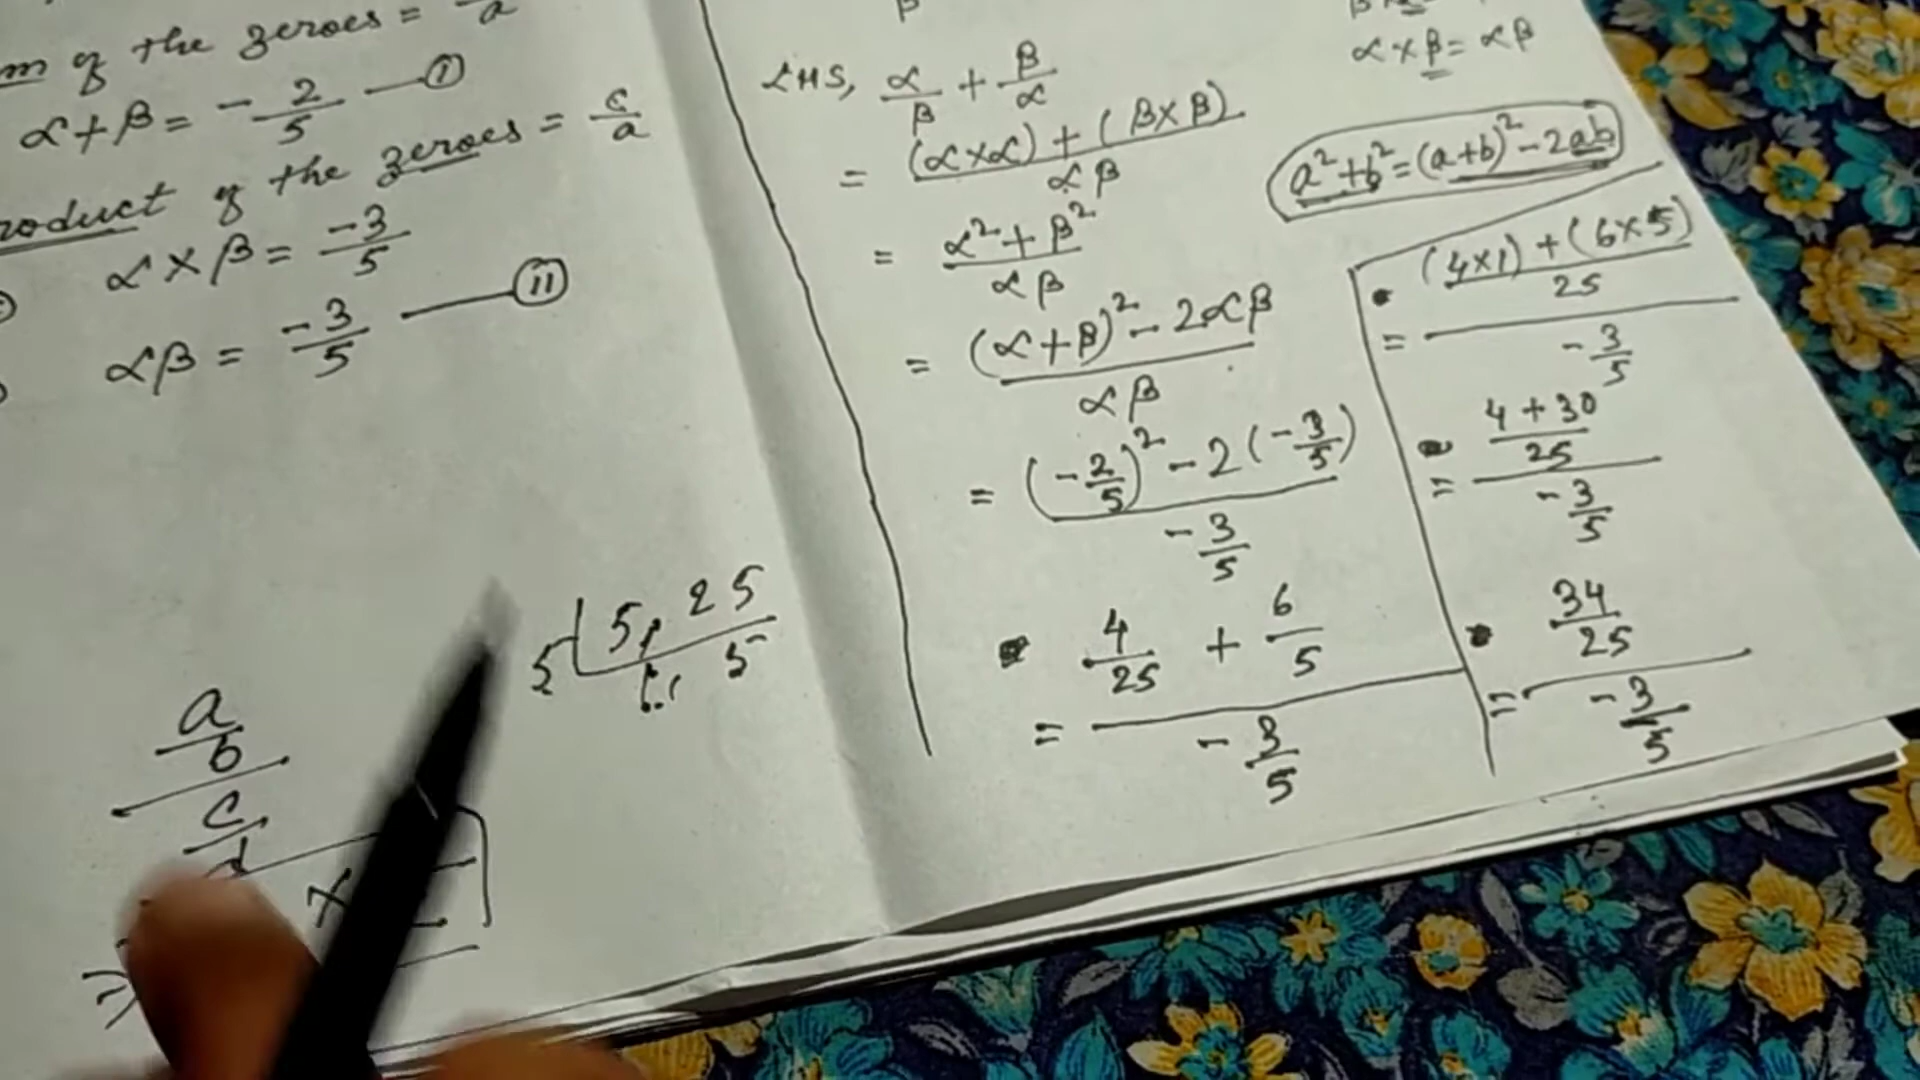 m of the zeroes = /a
α+β = -2/5 —(I)
roduct of the zeroes = c/a
α×β = -3/5
αβ = -3/5 —(II)
5 | 5, 25
5
a/b
c/d
×
β
LHS, α/β + β/α
= (α×α) + (β×β) / αβ
= α² + β² / αβ
= (α+β)² - 2αβ / αβ
= (-2/5)² - 2(-3/5) / -3/5
= 4/25 + 6/5 / -3/5
α×β = αβ
a²+b² = (a+b)² - 2ab
= (4×1) + (6×5) / 25 / -3/5
= 4+30 / 25 / -3/5
= 34/25 / -3/5